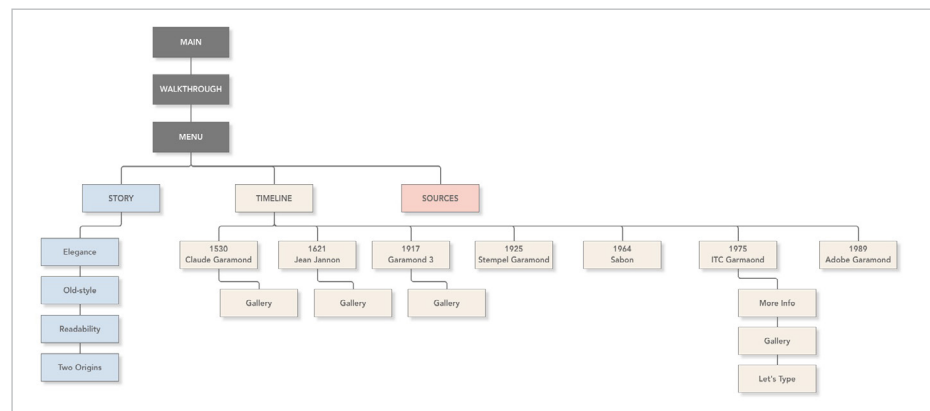 MAIN
WALKTHROUGH
MENU
STORY
TIMELINE
SOURCES
Elegance
Old-style
Readability
Two Origins
1530
Claude Garamond
Gallery
1621
Jean Jannon
Gallery
1917
Garamond 3
Gallery
1925
Stempel Garamond
1964
Sabon
1975
ITC Garmaond
More Info
Gallery
Let's Type
1989
Adobe Garamond